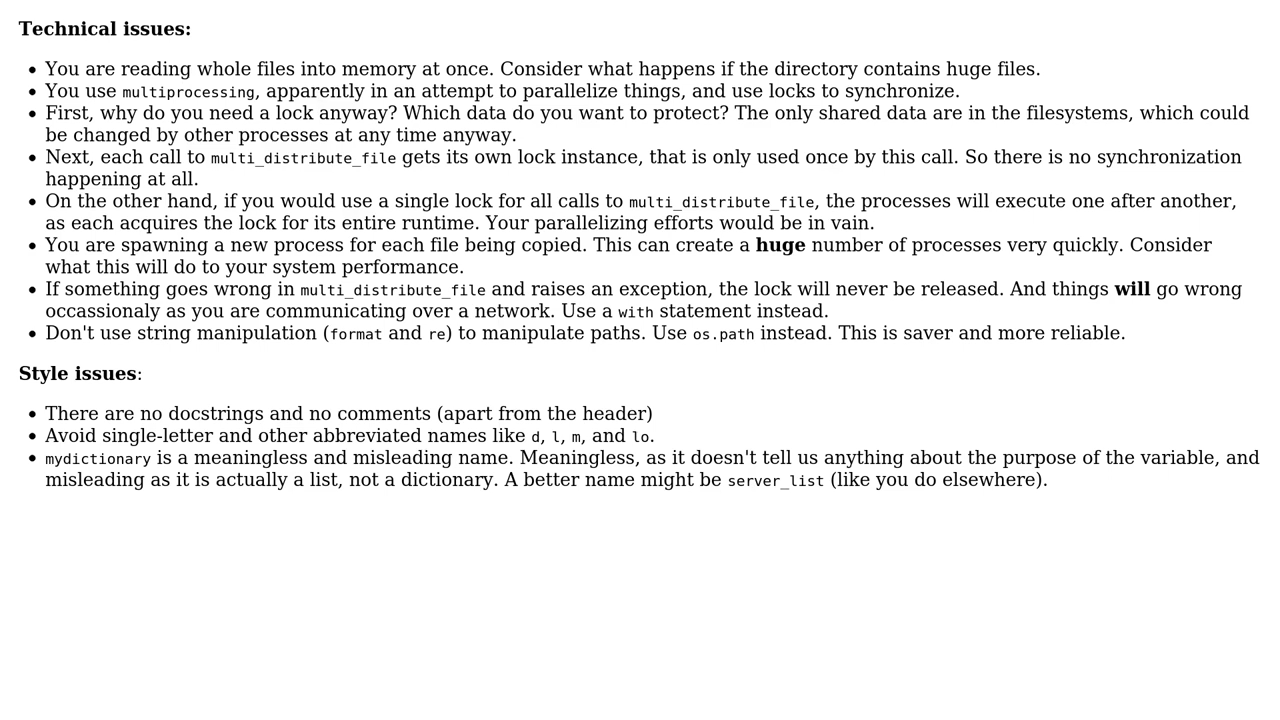 Technical issues:
• You are reading whole files into memory at once. Consider what happens if the directory contains huge files.
• You use multiprocessing, apparently in an attempt to parallelize things, and use locks to synchronize.
• First, why do you need a lock anyway? Which data do you want to protect? The only shared data are in the filesystems, which could
be changed by other processes at any time anyway.
• Next, each call to multi_distribute_file gets its own lock instance, that is only used once by this call. So there is no synchronization
happening at all.
• On the other hand, if you would use a single lock for all calls to multi_distribute_file, the processes will execute one after another,
as each acquires the lock for its entire runtime. Your parallelizing efforts would be in vain.
• You are spawning a new process for each file being copied. This can create a huge number of processes very quickly. Consider
what this will do to your system performance.
• If something goes wrong in multi_distribute_file and raises an exception, the lock will never be released. And things will go wrong
occassionaly as you are communicating over a network. Use a with statement instead.
• Don't use string manipulation (format and re) to manipulate paths. Use os.path instead. This is saver and more reliable.
Style issues:
• There are no docstrings and no comments (apart from the header)
• Avoid single-letter and other abbreviated names like d, l, m, and lo.
• mydictionary is a meaningless and misleading name. Meaningless, as it doesn't tell us anything about the purpose of the variable, and
misleading as it is actually a list, not a dictionary. A better name might be server_list (like you do elsewhere).